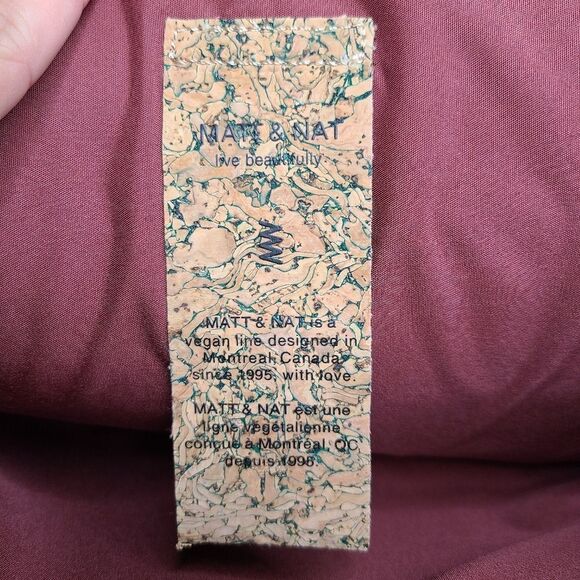 MATT & NAT
live beautifully
MATT & NAT is a
vegan line designed in
Montreal, Canada
since 1995, with love.
MATT & NAT est une
ligne végétalienne
conçue à Montréal, QC
depuis 1995.